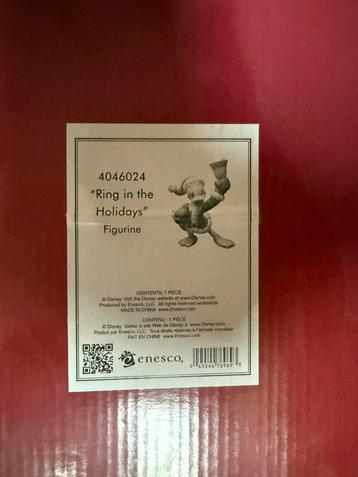 4046024
"Ring in the
Holidays"
Figurine
CONTENTS: 1 PIECE
© Disney Visit the Disney website at www.Disney.com
Produced by Enesco, LLC. All rights reserved worldwide
MADE IN CHINA www.Enesco.com
CONTENU : 1 PIÈCE
© Disney Visitez le site Web de Disney à www.Disney.com
Produit par Enesco, LLC. Tous droits réservés à l'échelle mondiale
FAIT EN CHINE www.Enesco.com
enesco.